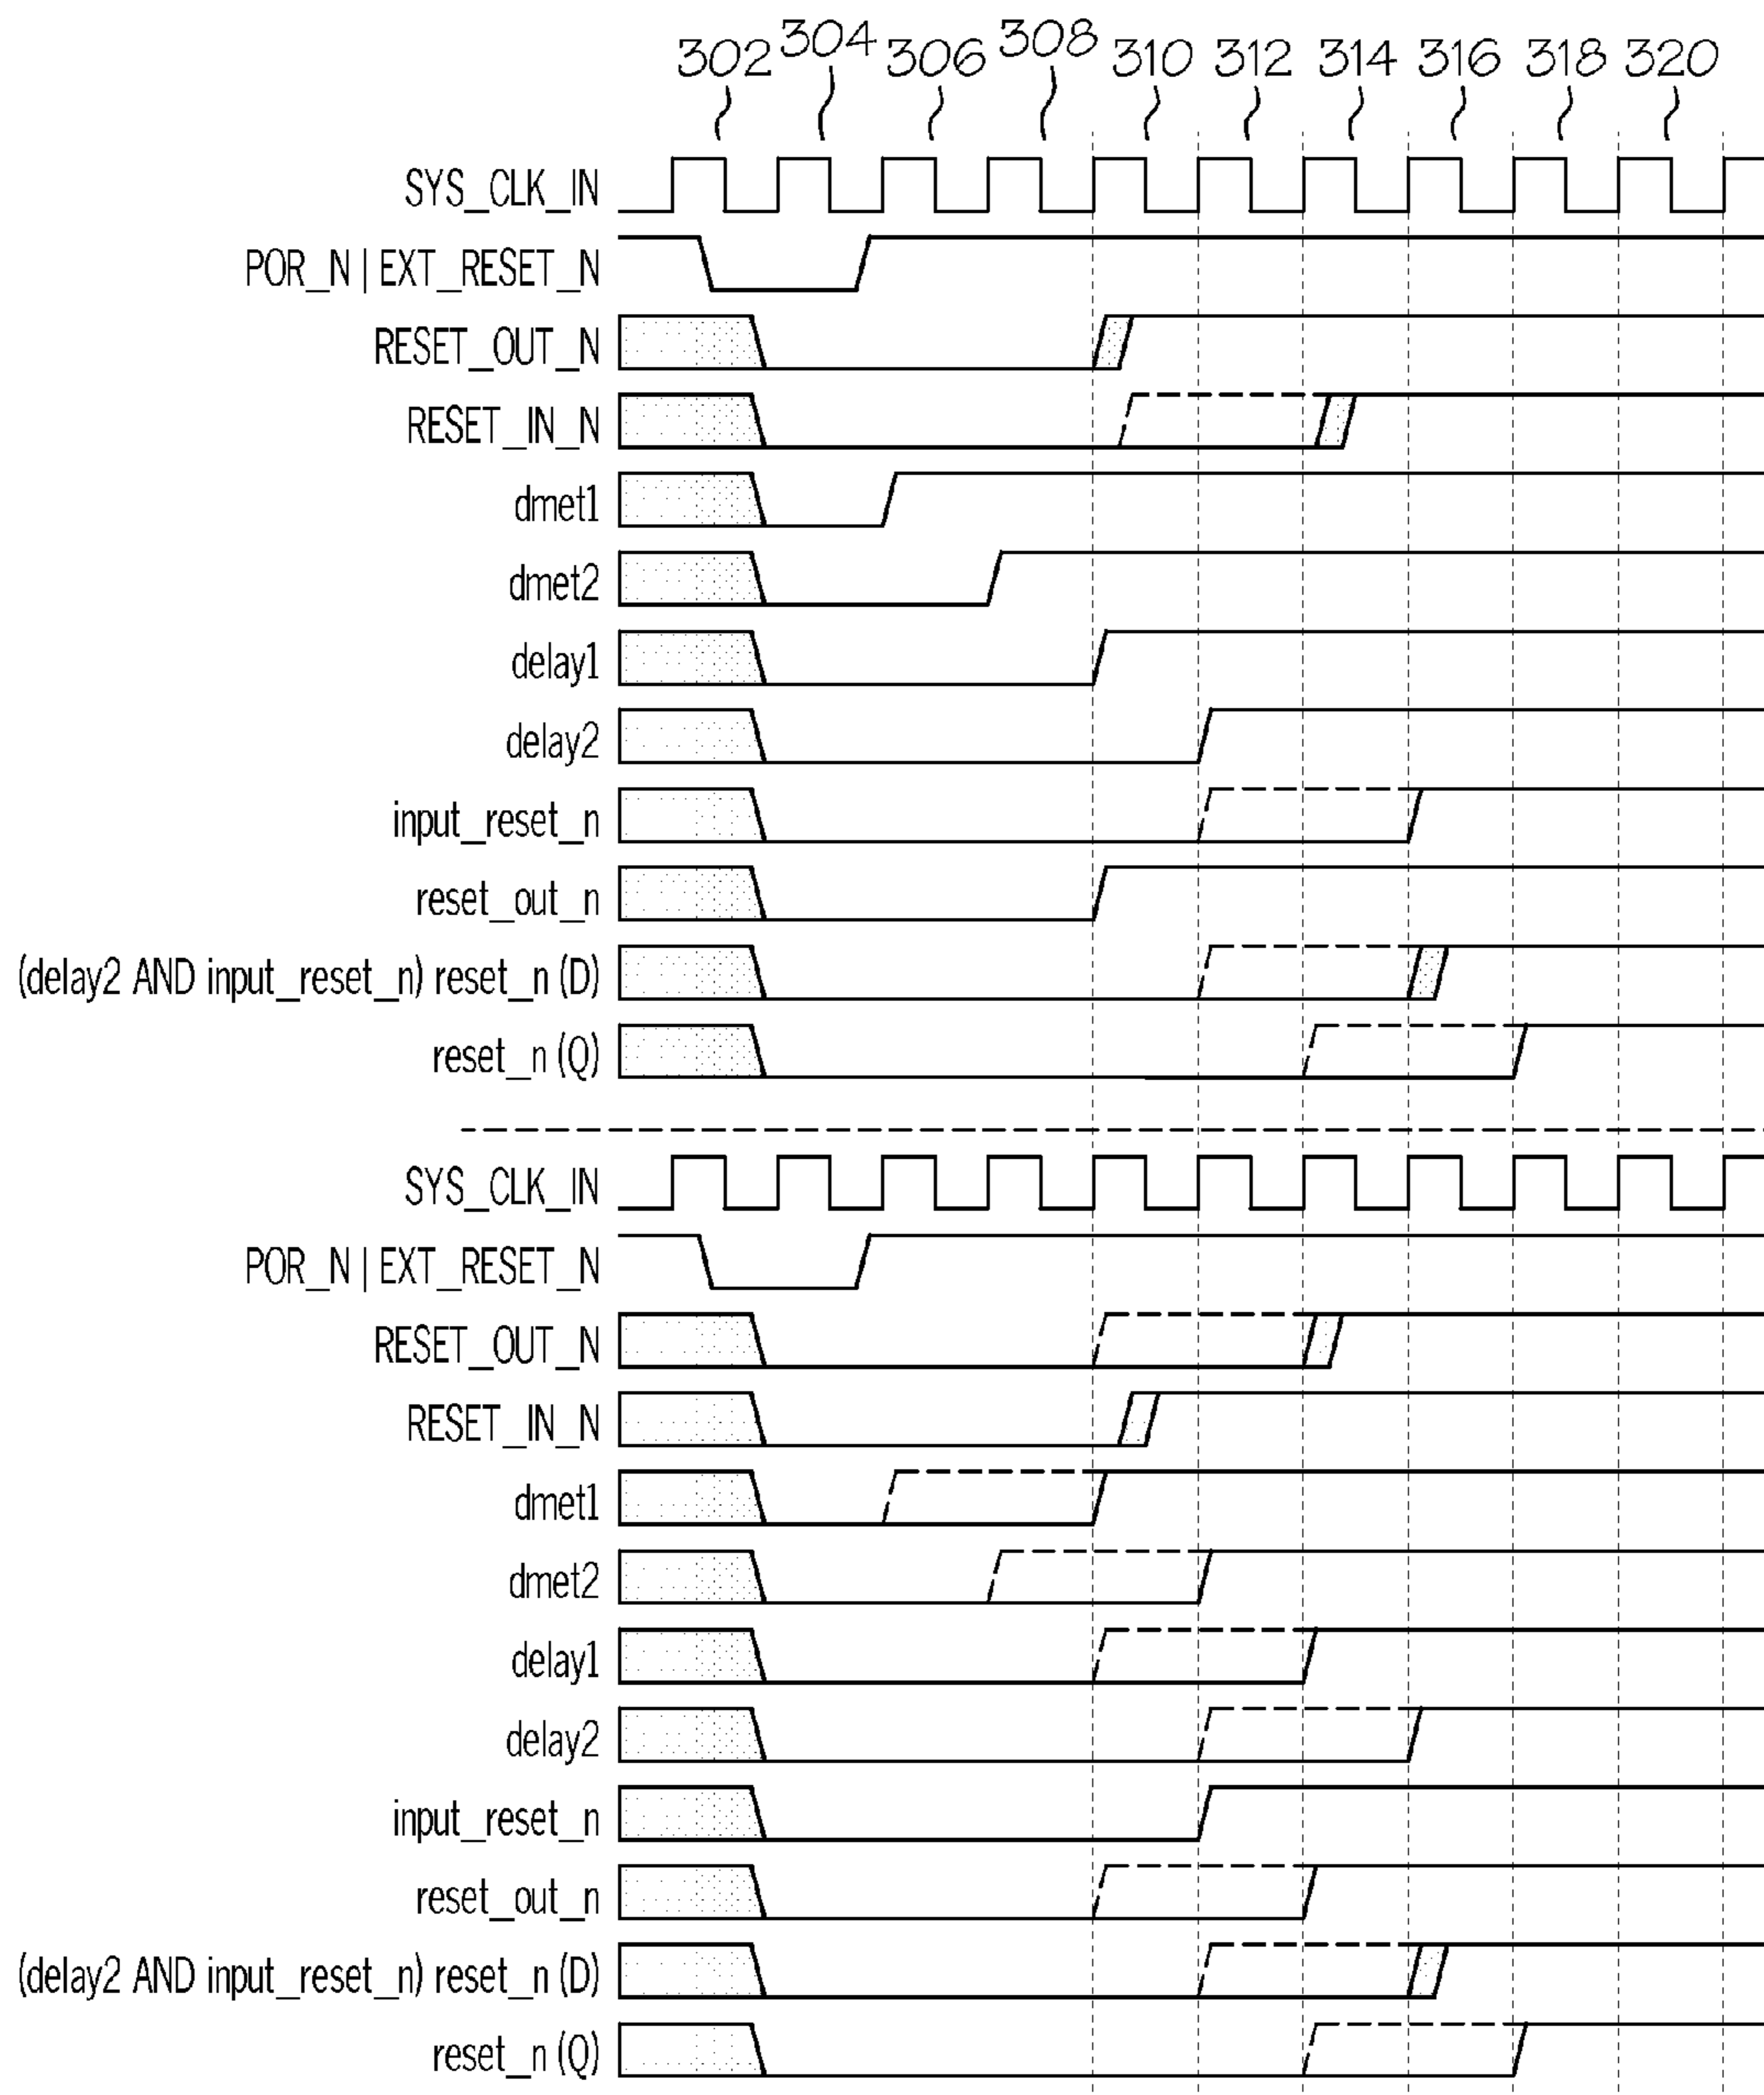 302 304 306 308 310 312 314 316 318 320
SYS_CLK_IN
POR_N | EXT_RESET_N
RESET_OUT_N
RESET_IN_N
dmet1
dmet2
delay1
delay2
input_reset_n
reset_out_n
(delay2 AND input_reset_n) reset_n (D)
reset_n (Q)
SYS_CLK_IN
POR_N | EXT_RESET_N
RESET_OUT_N
RESET_IN_N
dmet1
dmet2
delay1
delay2
input_reset_n
reset_out_n
(delay2 AND input_reset_n) reset_n (D)
reset_n (Q)